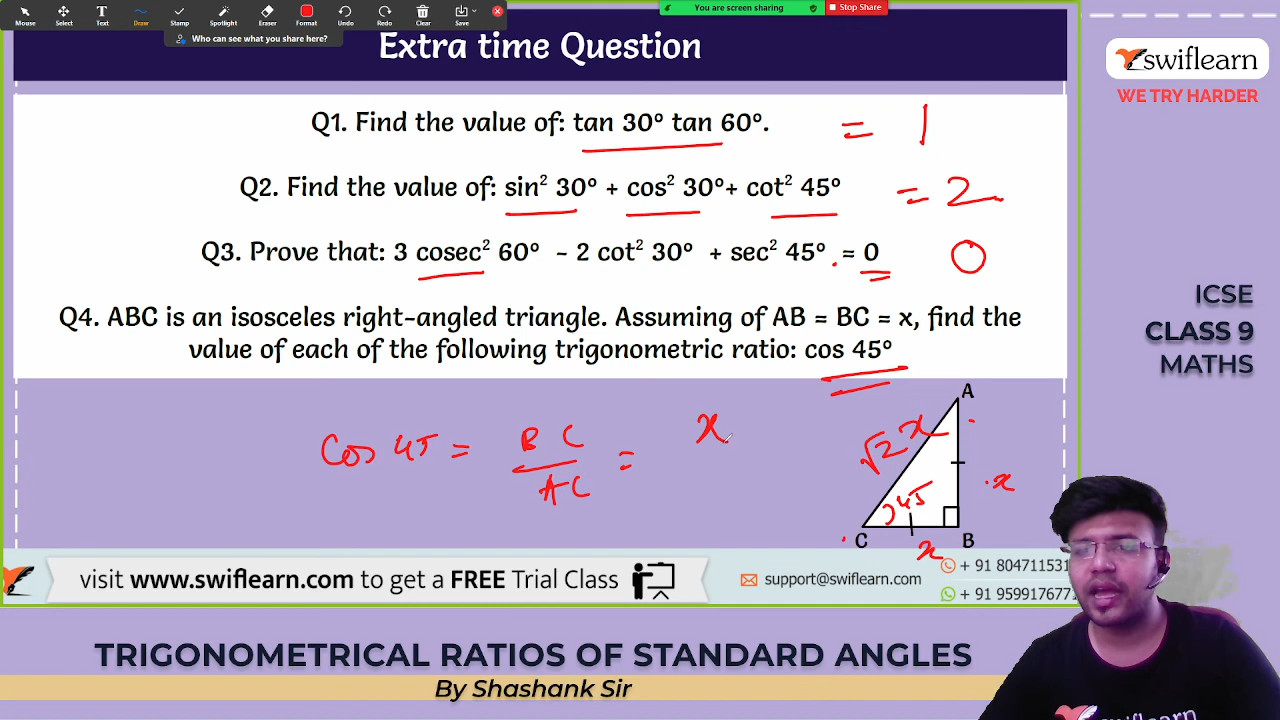 Mouse Select Text Draw Stamp Spotlight Eraser Format Undo Redo Clear Save
You are screen sharing Stop Share
Who can see what you share here?
Extra time Question
swiflearn
WE TRY HARDER
Q1. Find the value of: tan 30° tan 60°. = 1
Q2. Find the value of: sin² 30° + cos² 30°+ cot² 45° = 2
Q3. Prove that: 3 cosec² 60° - 2 cot² 30° + sec² 45° = 0 0
Q4. ABC is an isosceles right-angled triangle. Assuming of AB = BC = x, find the
value of each of the following trigonometric ratio: cos 45°
ICSE
CLASS 9
MATHS
Cos 45 = BC / AC = x
A
√2 x
x
45
C
B
x
visit www.swiflearn.com to get a FREE Trial Class
support@swiflearn.com
+ 91 804711531
+ 91 959917677
TRIGONOMETRICAL RATIOS OF STANDARD ANGLES
By Shashank Sir
swiflearn